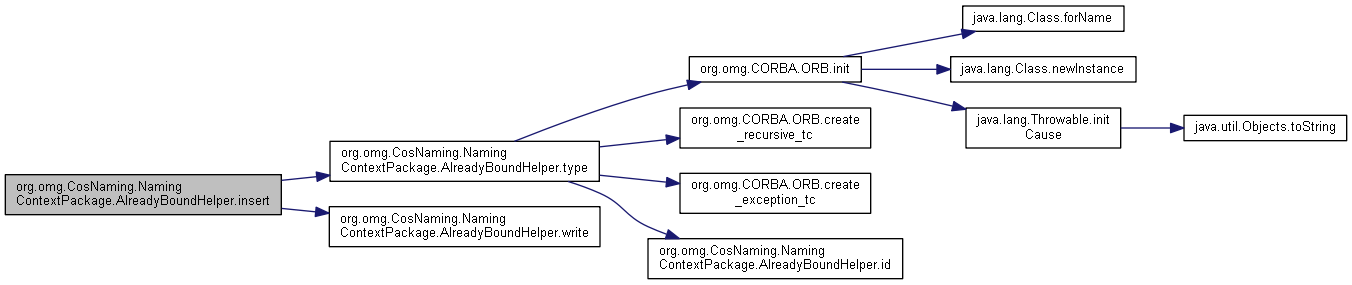 org.omg.CosNaming.Naming
ContextPackage.AlreadyBoundHelper.insert
org.omg.CosNaming.Naming
ContextPackage.AlreadyBoundHelper.type
org.omg.CosNaming.Naming
ContextPackage.AlreadyBoundHelper.write
org.omg.CORBA.ORB.init
org.omg.CORBA.ORB.create
_recursive_tc
org.omg.CORBA.ORB.create
_exception_tc
org.omg.CosNaming.Naming
ContextPackage.AlreadyBoundHelper.id
java.lang.Class.forName
java.lang.Class.newInstance
java.lang.Throwable.init
Cause
java.util.Objects.toString